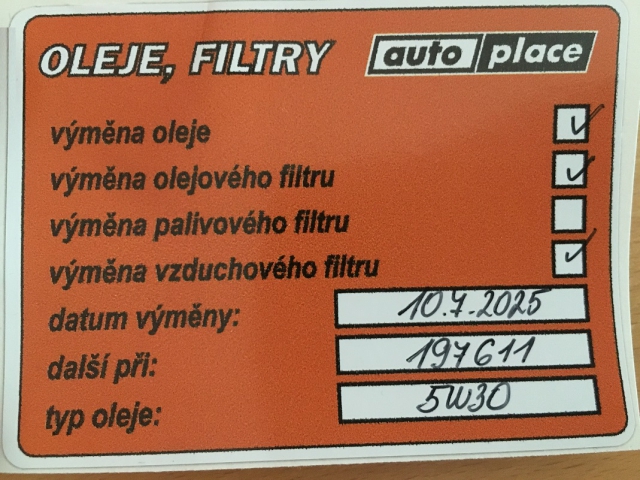 OLEJE, FILTRY auto place
výměna oleje
výměna olejového filtru
výměna palivového filtru
výměna vzduchového filtru
datum výměny: 10.7.2025
další při: 197611
typ oleje: 5W30